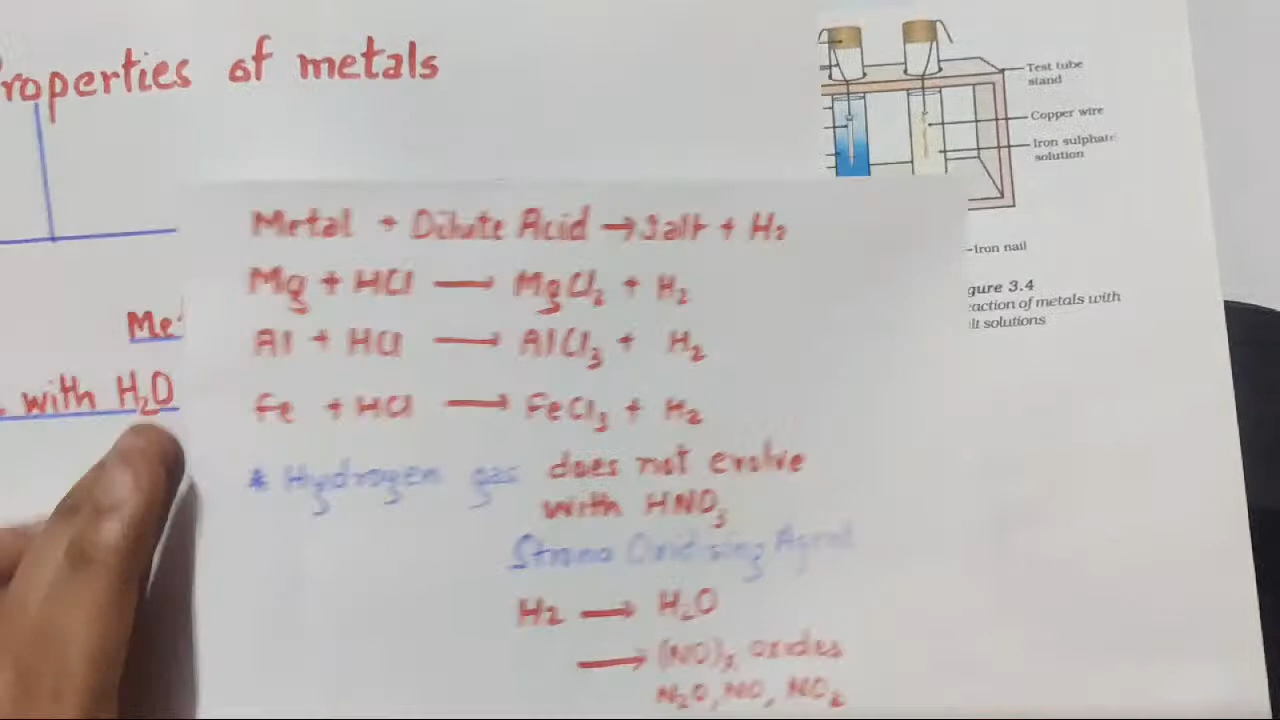 roperties of metals
Test tube
stand
Copper wire
Iron sulphate
solution
Iron nail
gure 3.4
action of metals with
lt solutions
Metal + Dilute Acid → Salt + H₂
Mg + HCl → MgCl₂ + H₂
Al + HCl → AlCl₃ + H₂
Fe + HCl → FeCl₃ + H₂
* Hydrogen gas does not evolve
with HNO₃
Strong Oxidising Agent
H₂ → H₂O
→ (NO)ₓ oxides
N₂O, NO, NO₂
Me
with H₂O